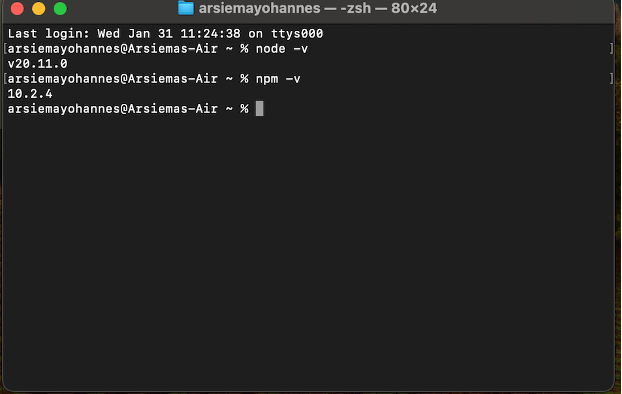 arsiemayohannes — -zsh — 80×24
Last login: Wed Jan 31 11:24:38 on ttys000
[arsiemayohannes@Arsiemas-Air ~ % node -v ]
v20.11.0
[arsiemayohannes@Arsiemas-Air ~ % npm -v ]
10.2.4
arsiemayohannes@Arsiemas-Air ~ %